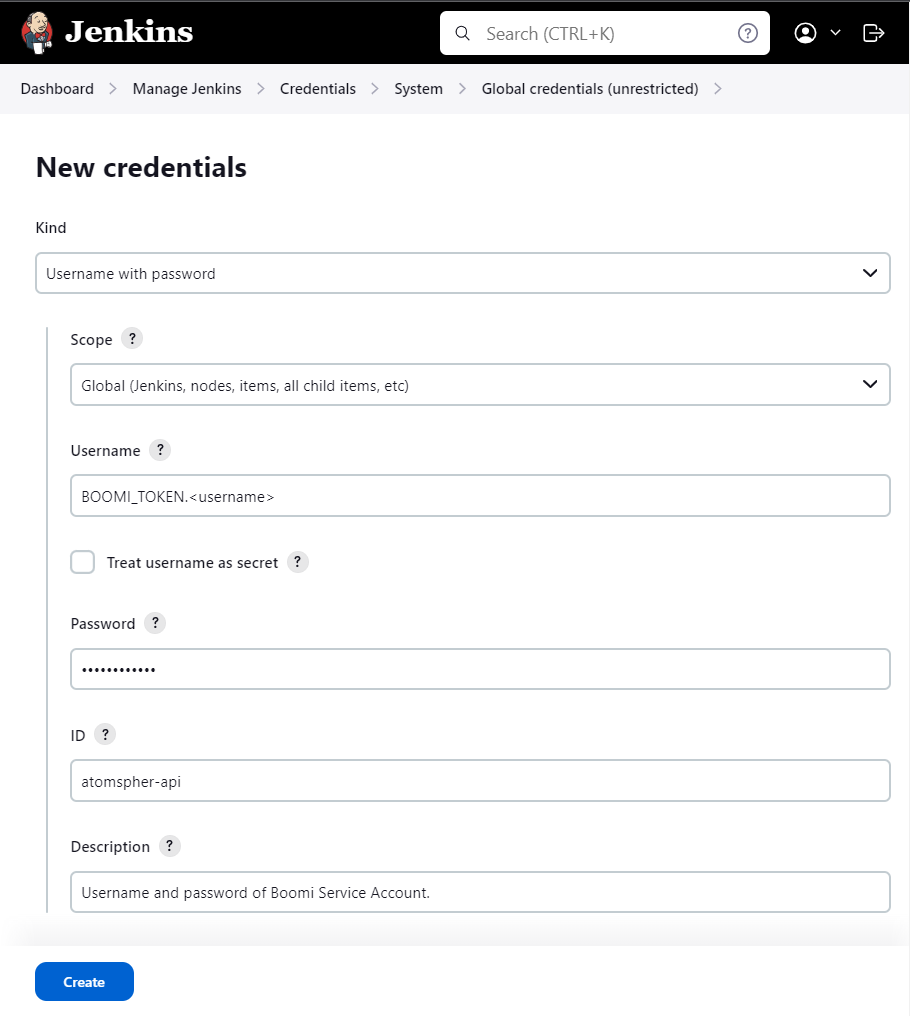 Jenkins
Search (CTRL+K) ?
Dashboard > Manage Jenkins > Credentials > System > Global credentials (unrestricted) >
New credentials
Kind
Username with password
Scope ?
Global (Jenkins, nodes, items, all child items, etc)
Username ?
BOOMI_TOKEN.<username>
Treat username as secret ?
Password ?
••••••••••••
ID ?
atomspher-api
Description ?
Username and password of Boomi Service Account.
Create